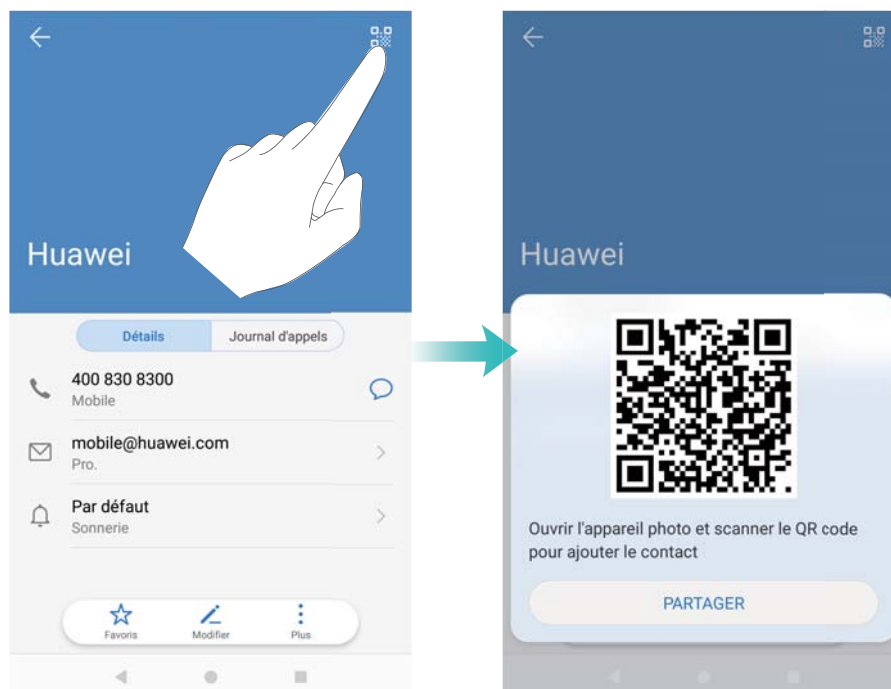 Huawei
Détails
Journal d'appels
400 830 8300
Mobile
mobile@huawei.com
Pro.
Par défaut
Sonnerie
Favoris
Modifier
Plus
Huawei
Ouvrir l'appareil photo et scanner le QR code
pour ajouter le contact
PARTAGER